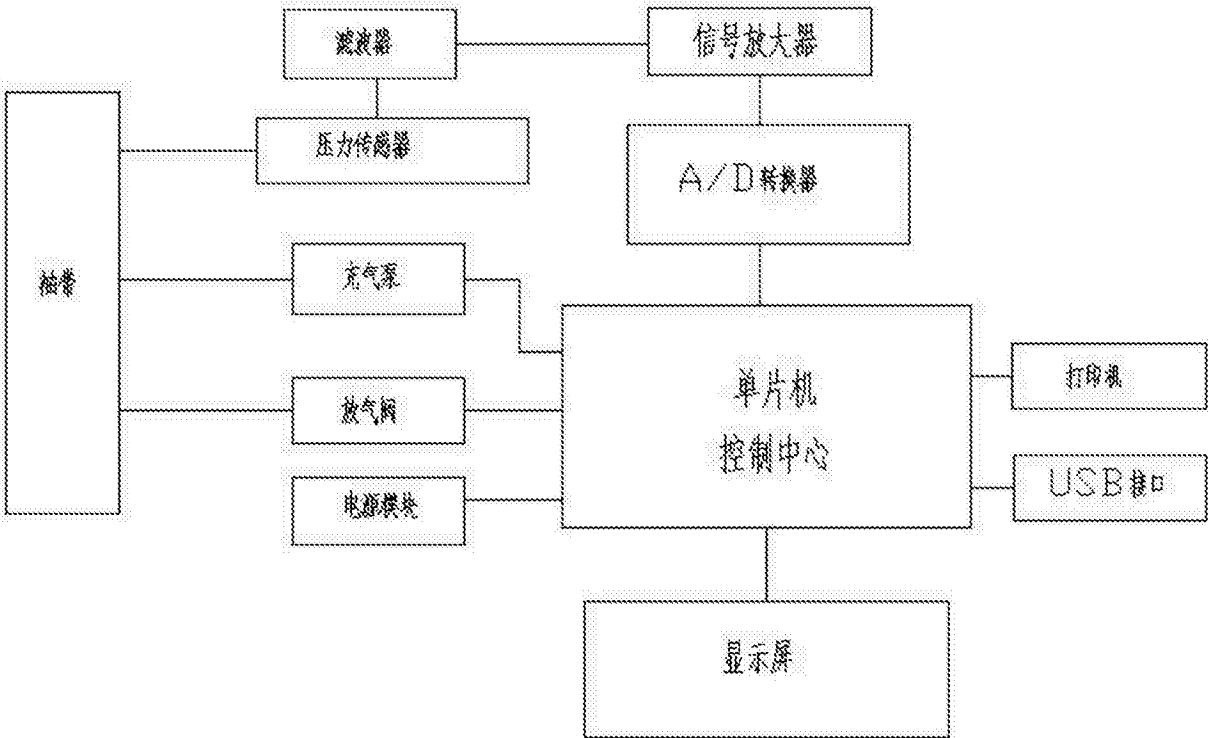 滤波器
信号放大器
压力传感器
A/D转换器
袖带
充气泵
放气阀
电源模块
单片机
控制中心
打印机
USB接口
显示屏